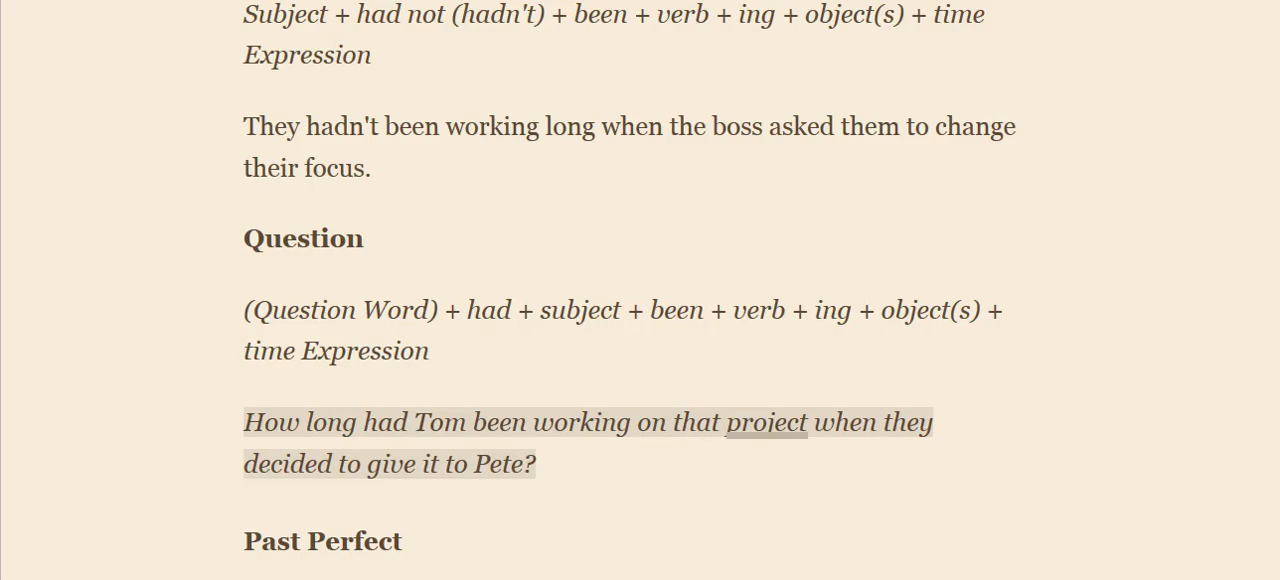 Subject + had not (hadn't) + been + verb + ing + object(s) + time
Expression
They hadn't been working long when the boss asked them to change
their focus.
Question
(Question Word) + had + subject + been + verb + ing + object(s) +
time Expression
How long had Tom been working on that project when they
decided to give it to Pete?
Past Perfect